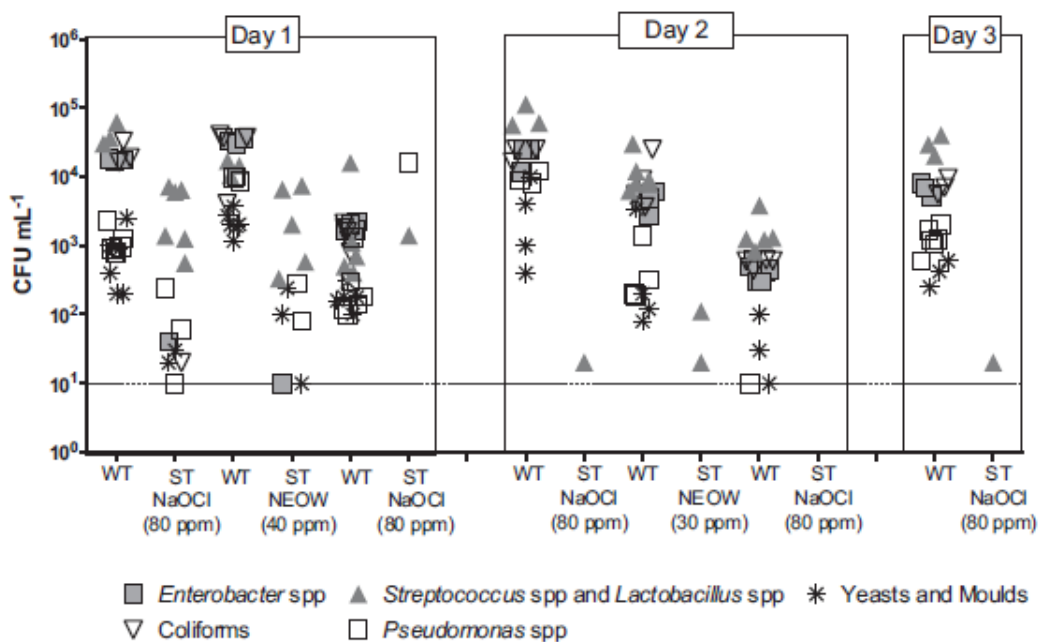 Day 1 Day 2 Day 3
10⁶
10⁵
10⁴
10³
10²
10¹
10⁰
CFU mL⁻¹
WT ST WT ST WT ST WT ST WT ST WT ST WT ST
NaOCl NEOW NaOCl NaOCl NEOW NaOCl NaOCl
(80 ppm) (40 ppm) (80 ppm) (80 ppm) (30 ppm) (80 ppm) (80 ppm)
Enterobacter spp Streptococcus spp and Lactobacillus spp Yeasts and Moulds
Coliforms Pseudomonas spp